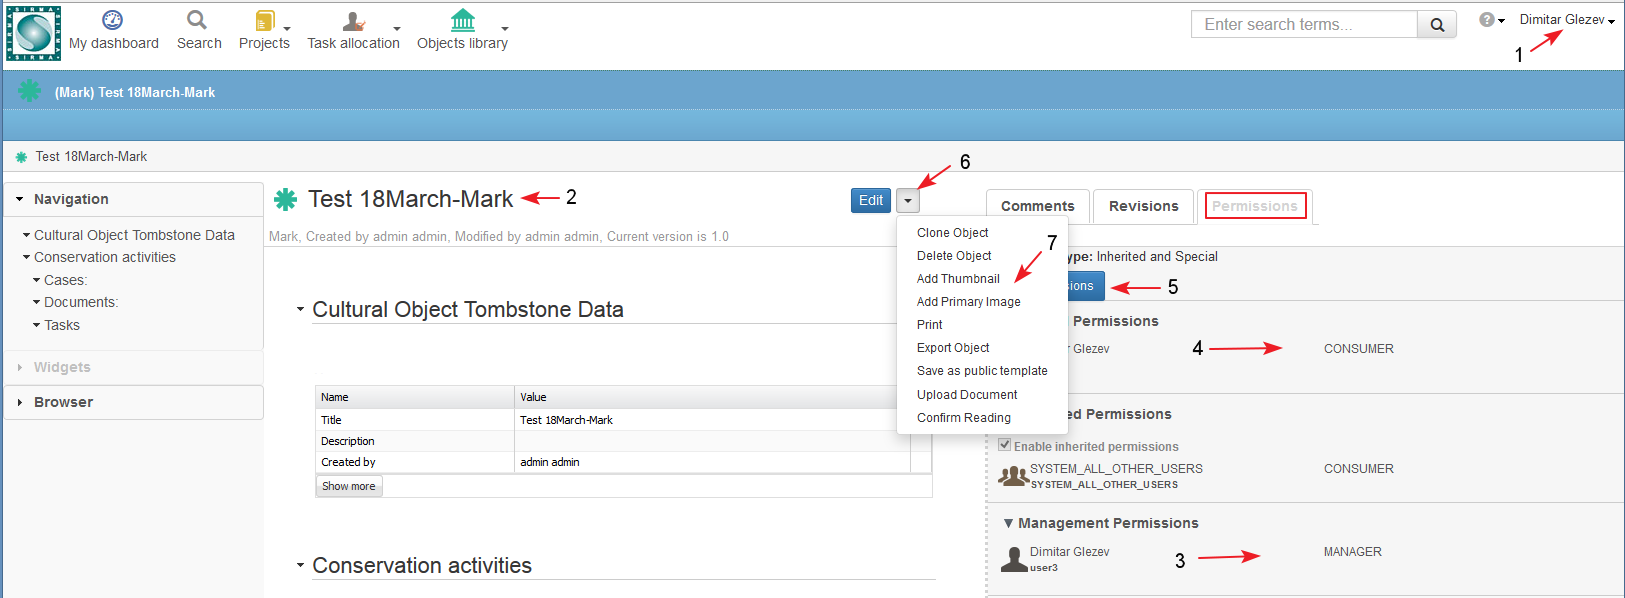 SIRMA
My dashboard
Search
Projects
Task allocation
Objects library
Enter search terms...
?
Dimitar Glezev
1
(Mark) Test 18March-Mark
Test 18March-Mark
Navigation
Cultural Object Tombstone Data
Conservation activities
Cases:
Documents:
Tasks
Widgets
Browser
Test 18March-Mark
2
Edit
6
Mark, Created by admin admin, Modified by admin admin, Current version is 1.0
Clone Object
Delete Object
Add Thumbnail
Add Primary Image
Print
Export Object
Save as public template
Upload Document
Confirm Reading
7
Cultural Object Tombstone Data
Name Value
Title Test 18March-Mark
Description
Created by admin admin
Show more
Conservation activities
Comments
Revisions
Permissions
ype: Inherited and Special
sions
5
Permissions
r Glezev
4
CONSUMER
ed Permissions
Enable inherited permissions
SYSTEM_ALL_OTHER_USERS CONSUMER
SYSTEM_ALL_OTHER_USERS
Management Permissions
Dimitar Glezev
3
MANAGER
user3